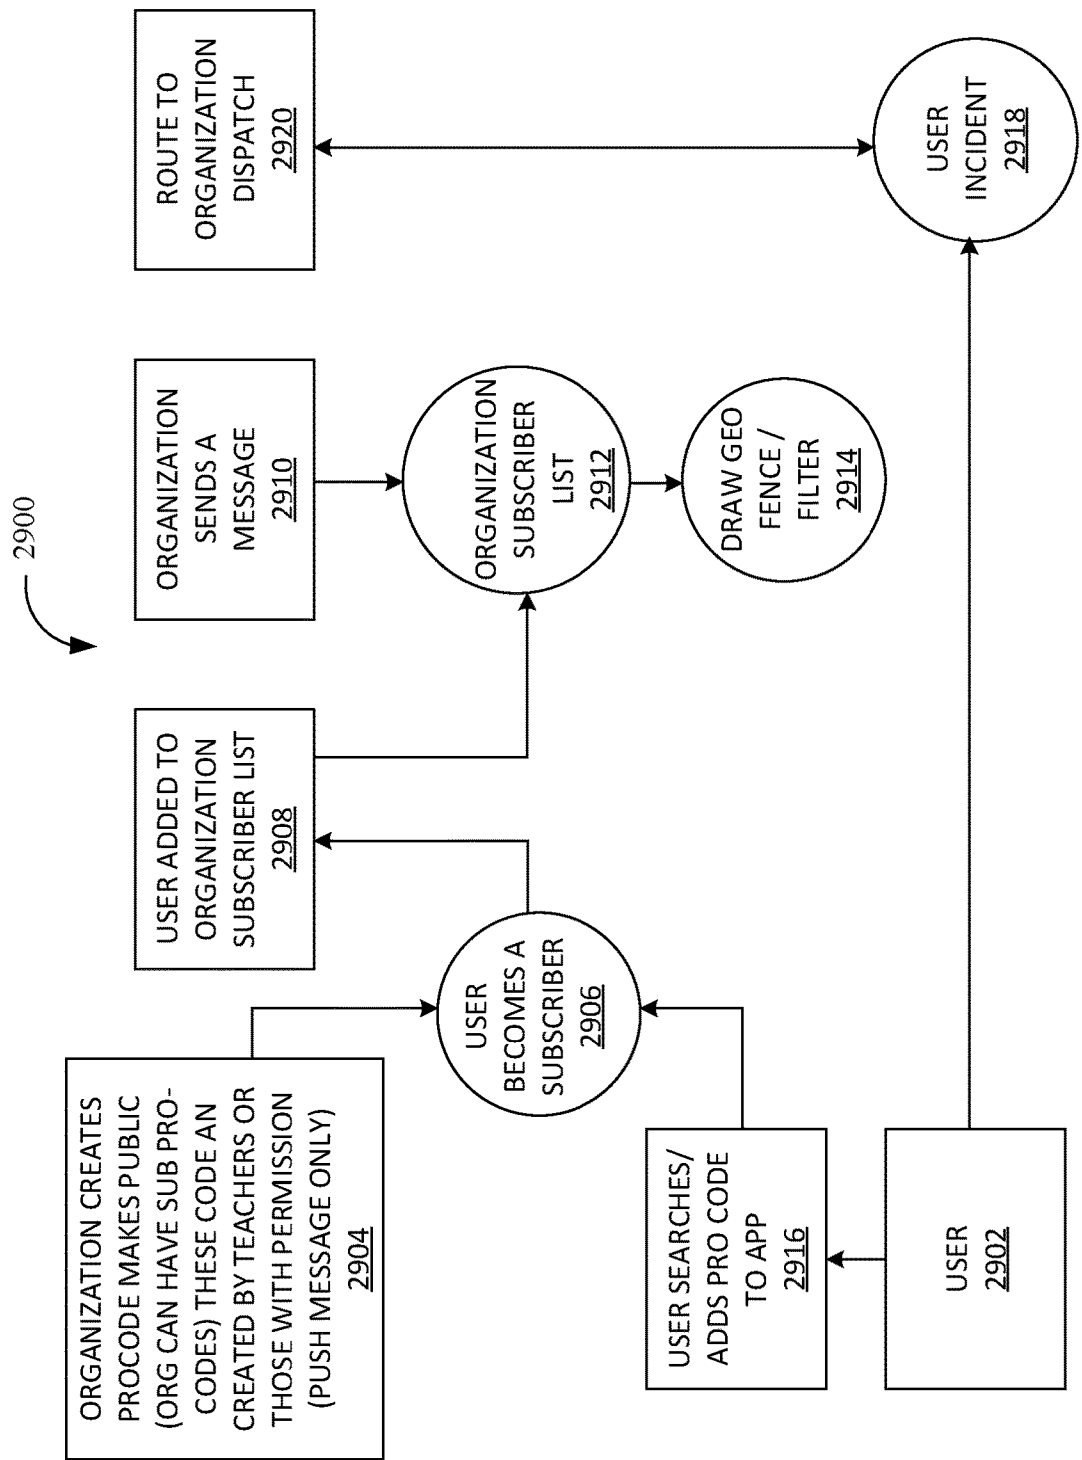 2900
ORGANIZATION CREATES
PROCODE MAKES PUBLIC
(ORG CAN HAVE SUB PRO-
CODES) THESE CODE AN
CREATED BY TEACHERS OR
THOSE WITH PERMISSION
(PUSH MESSAGE ONLY)
2904
USER ADDED TO
ORGANIZATION
SUBSCRIBER LIST
2908
ORGANIZATION
SENDS A
MESSAGE
2910
ROUTE TO
ORGANIZATION
DISPATCH
2920
USER
BECOMES A
SUBSCRIBER
2906
ORGANIZATION
SUBSCRIBER
LIST
2912
USER SEARCHES/
ADDS PRO CODE
TO APP
2916
DRAW GEO
FENCE /
FILTER
2914
USER
2902
USER
INCIDENT
2918